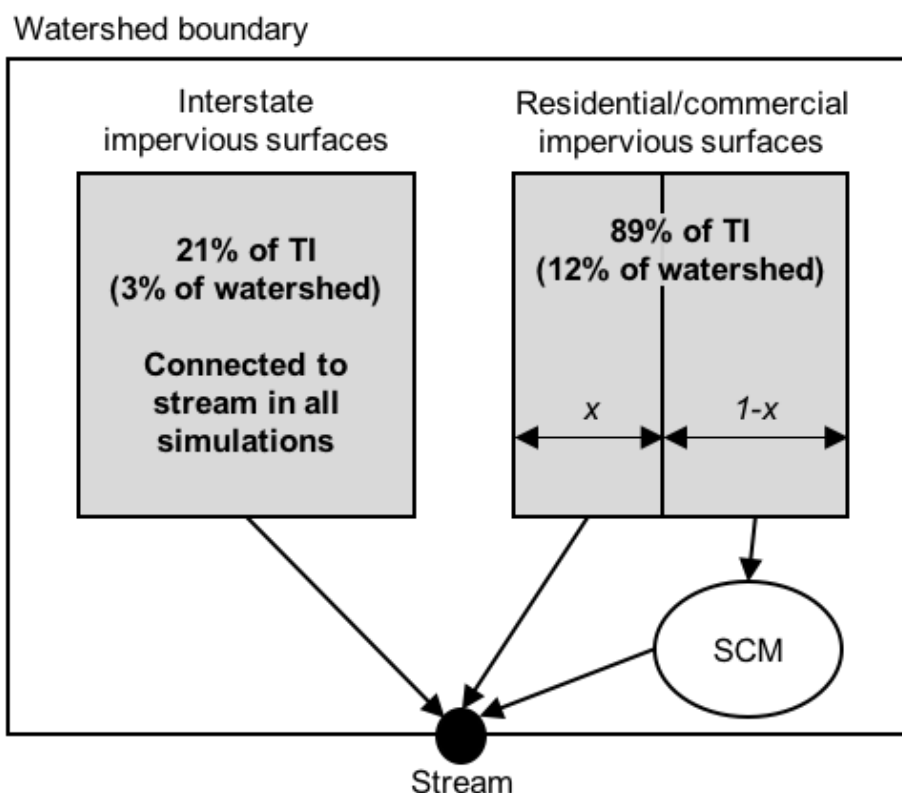 Watershed boundary
Interstate
impervious surfaces
Residential/commercial
impervious surfaces
21% of TI
(3% of watershed)
Connected to
stream in all
simulations
89% of TI
(12% of watershed)
x
1-x
SCM
Stream